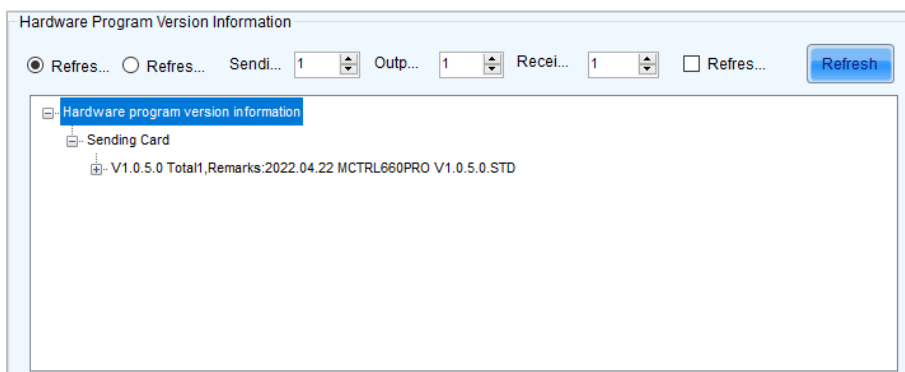 Hardware Program Version Information
Refres... Refres... Sendi... 1 Outp... 1 Recei... 1 Refres... Refresh
Hardware program version information
Sending Card
V1.0.5.0 Total1,Remarks:2022.04.22 MCTRL660PRO V1.0.5.0.STD